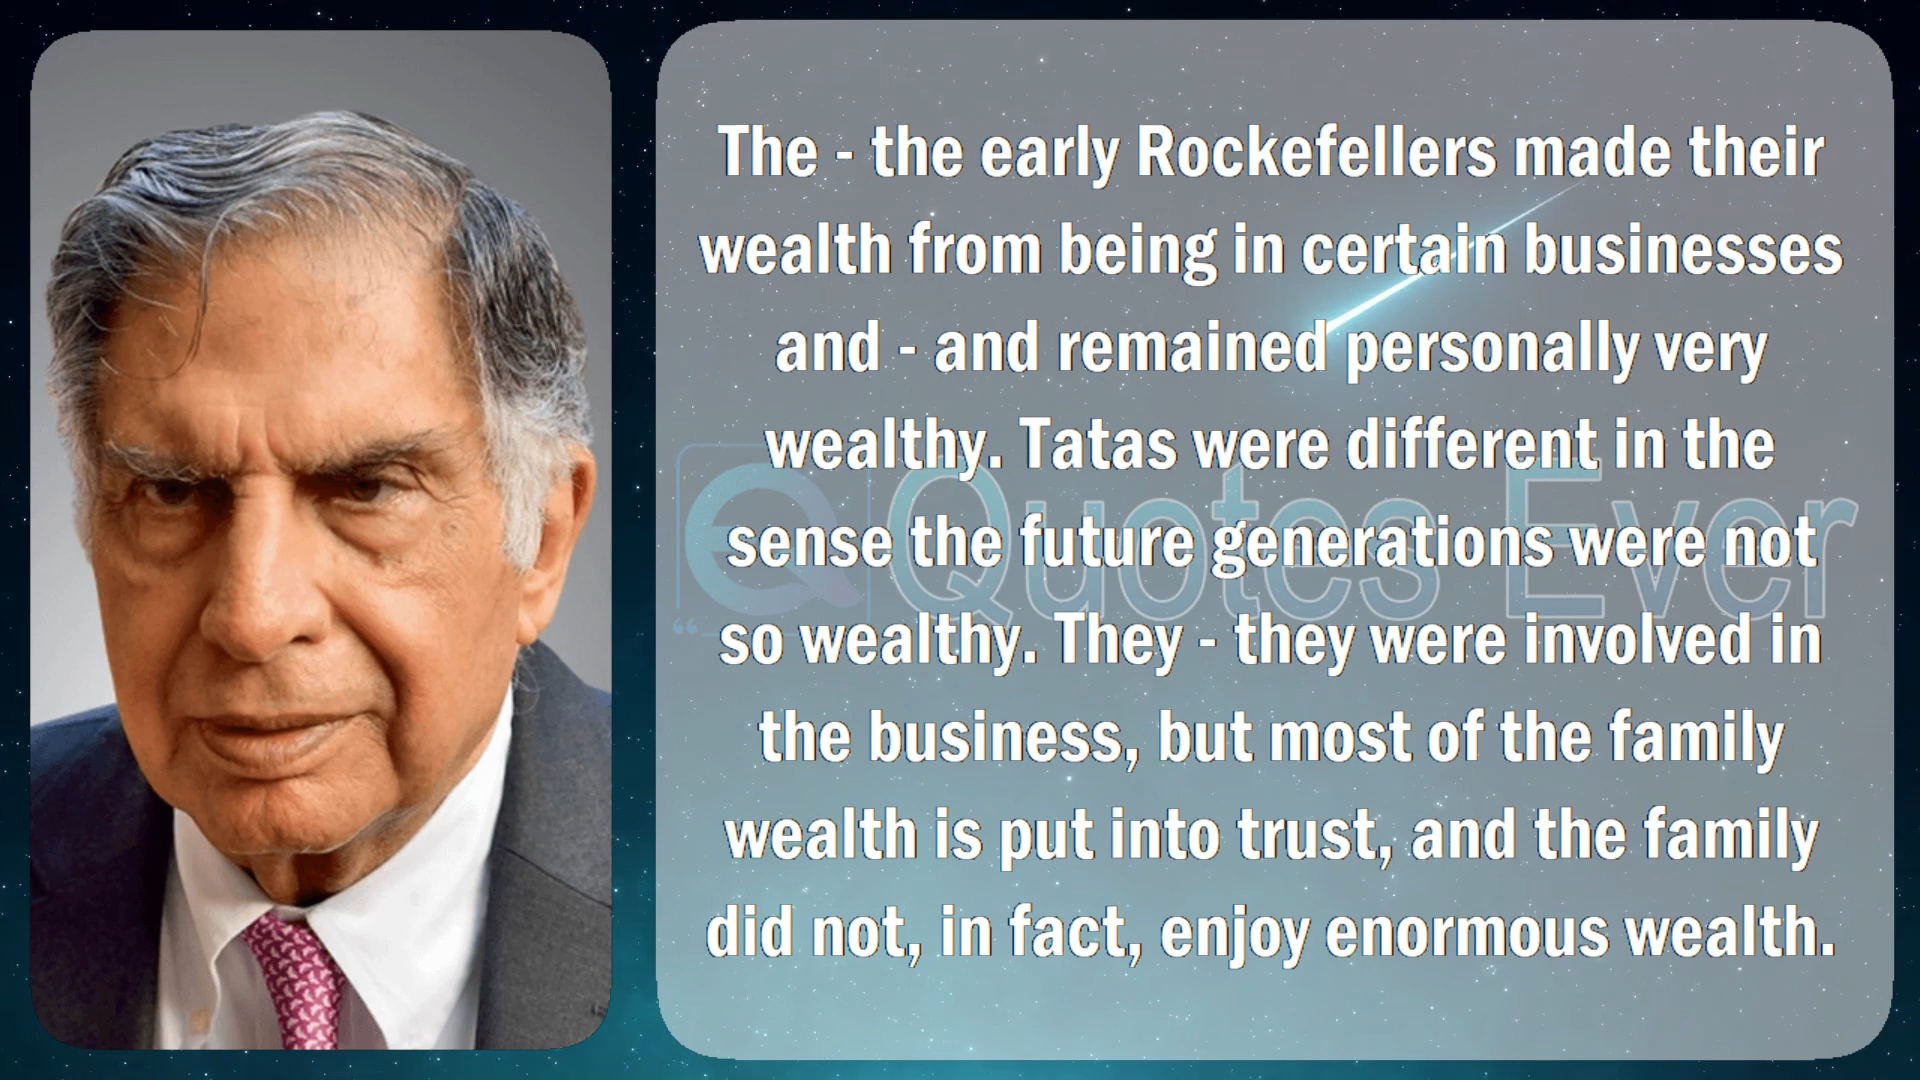 The - the early Rockefellers made their
wealth from being in certain businesses
and - and remained personally very
wealthy. Tatas were different in the
sense the future generations were not
so wealthy. They - they were involved in
the business, but most of the family
wealth is put into trust, and the family
did not, in fact, enjoy enormous wealth.
Quotes Ever